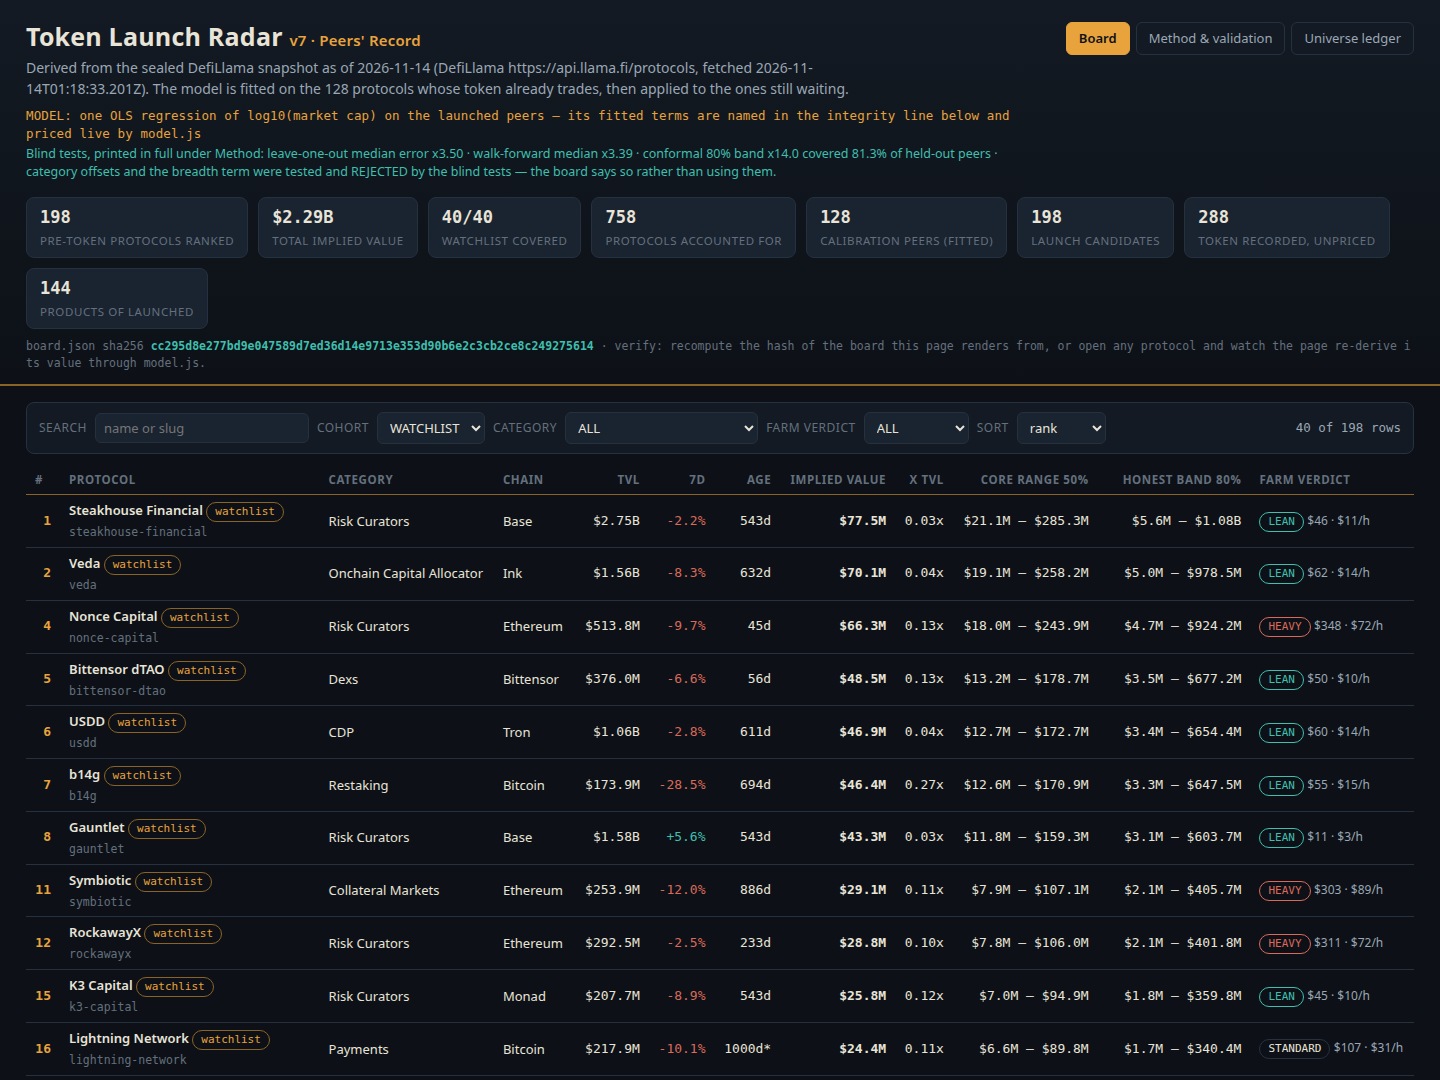 Token Launch Radar v7 · Peers' Record
Board Method & validation Universe ledger
Derived from the sealed DefiLlama snapshot as of 2026-11-14 (DefiLlama https://api.llama.fi/protocols, fetched 2026-11-
14T01:18:33.201Z). The model is fitted on the 128 protocols whose token already trades, then applied to the ones still waiting.
MODEL: one OLS regression of log10(market cap) on the launched peers — its fitted terms are named in the integrity line below and
priced live by model.js
Blind tests, printed in full under Method: leave-one-out median error x3.50 · walk-forward median x3.39 · conformal 80% band x14.0 covered 81.3% of held-out peers ·
category offsets and the breadth term were tested and REJECTED by the blind tests — the board says so rather than using them.
198 $2.29B 40/40 758 128 198 288
PRE-TOKEN PROTOCOLS RANKED TOTAL IMPLIED VALUE WATCHLIST COVERED PROTOCOLS ACCOUNTED FOR CALIBRATION PEERS (FITTED) LAUNCH CANDIDATES TOKEN RECORDED, UNPRICED
144
PRODUCTS OF LAUNCHED
board.json sha256 cc295d8e277bd9e047589d7ed36d14e9713e353d90b6e2c3cb2ce8c249275614 · verify: recompute the hash of the board this page renders from, or open any protocol and watch the page re-derive i
ts value through model.js.
SEARCH name or slug COHORT WATCHLIST CATEGORY ALL FARM VERDICT ALL SORT rank 40 of 198 rows
# PROTOCOL CATEGORY CHAIN TVL 7D AGE IMPLIED VALUE X TVL CORE RANGE 50% HONEST BAND 80% FARM VERDICT
1 Steakhouse Financial watchlist Risk Curators Base $2.75B -2.2% 543d $77.5M 0.03x $21.1M — $285.3M $5.6M — $1.08B LEAN $46 · $11/h
steakhouse-financial
2 Veda watchlist Onchain Capital Allocator Ink $1.56B -8.3% 632d $70.1M 0.04x $19.1M — $258.2M $5.0M — $978.5M LEAN $62 · $14/h
veda
4 Nonce Capital watchlist Risk Curators Ethereum $513.8M -9.7% 45d $66.3M 0.13x $18.0M — $243.9M $4.7M — $924.2M HEAVY $348 · $72/h
nonce-capital
5 Bittensor dTAO watchlist Dexs Bittensor $376.0M -6.6% 56d $48.5M 0.13x $13.2M — $178.7M $3.5M — $677.2M LEAN $50 · $10/h
bittensor-dtao
6 USDD watchlist CDP Tron $1.06B -2.8% 611d $46.9M 0.04x $12.7M — $172.7M $3.4M — $654.4M LEAN $60 · $14/h
usdd
7 b14g watchlist Restaking Bitcoin $173.9M -28.5% 694d $46.4M 0.27x $12.6M — $170.9M $3.3M — $647.5M LEAN $55 · $15/h
b14g
8 Gauntlet watchlist Risk Curators Base $1.58B +5.6% 543d $43.3M 0.03x $11.8M — $159.3M $3.1M — $603.7M LEAN $11 · $3/h
gauntlet
11 Symbiotic watchlist Collateral Markets Ethereum $253.9M -12.0% 886d $29.1M 0.11x $7.9M — $107.1M $2.1M — $405.7M HEAVY $303 · $89/h
symbiotic
12 RockawayX watchlist Risk Curators Ethereum $292.5M -2.5% 233d $28.8M 0.10x $7.8M — $106.0M $2.1M — $401.8M HEAVY $311 · $72/h
rockawayx
15 K3 Capital watchlist Risk Curators Monad $207.7M -8.9% 543d $25.8M 0.12x $7.0M — $94.9M $1.8M — $359.8M LEAN $45 · $10/h
k3-capital
16 Lightning Network watchlist Payments Bitcoin $217.9M -10.1% 1000d* $24.4M 0.11x $6.6M — $89.8M $1.7M — $340.4M STANDARD $107 · $31/h
lightning-network